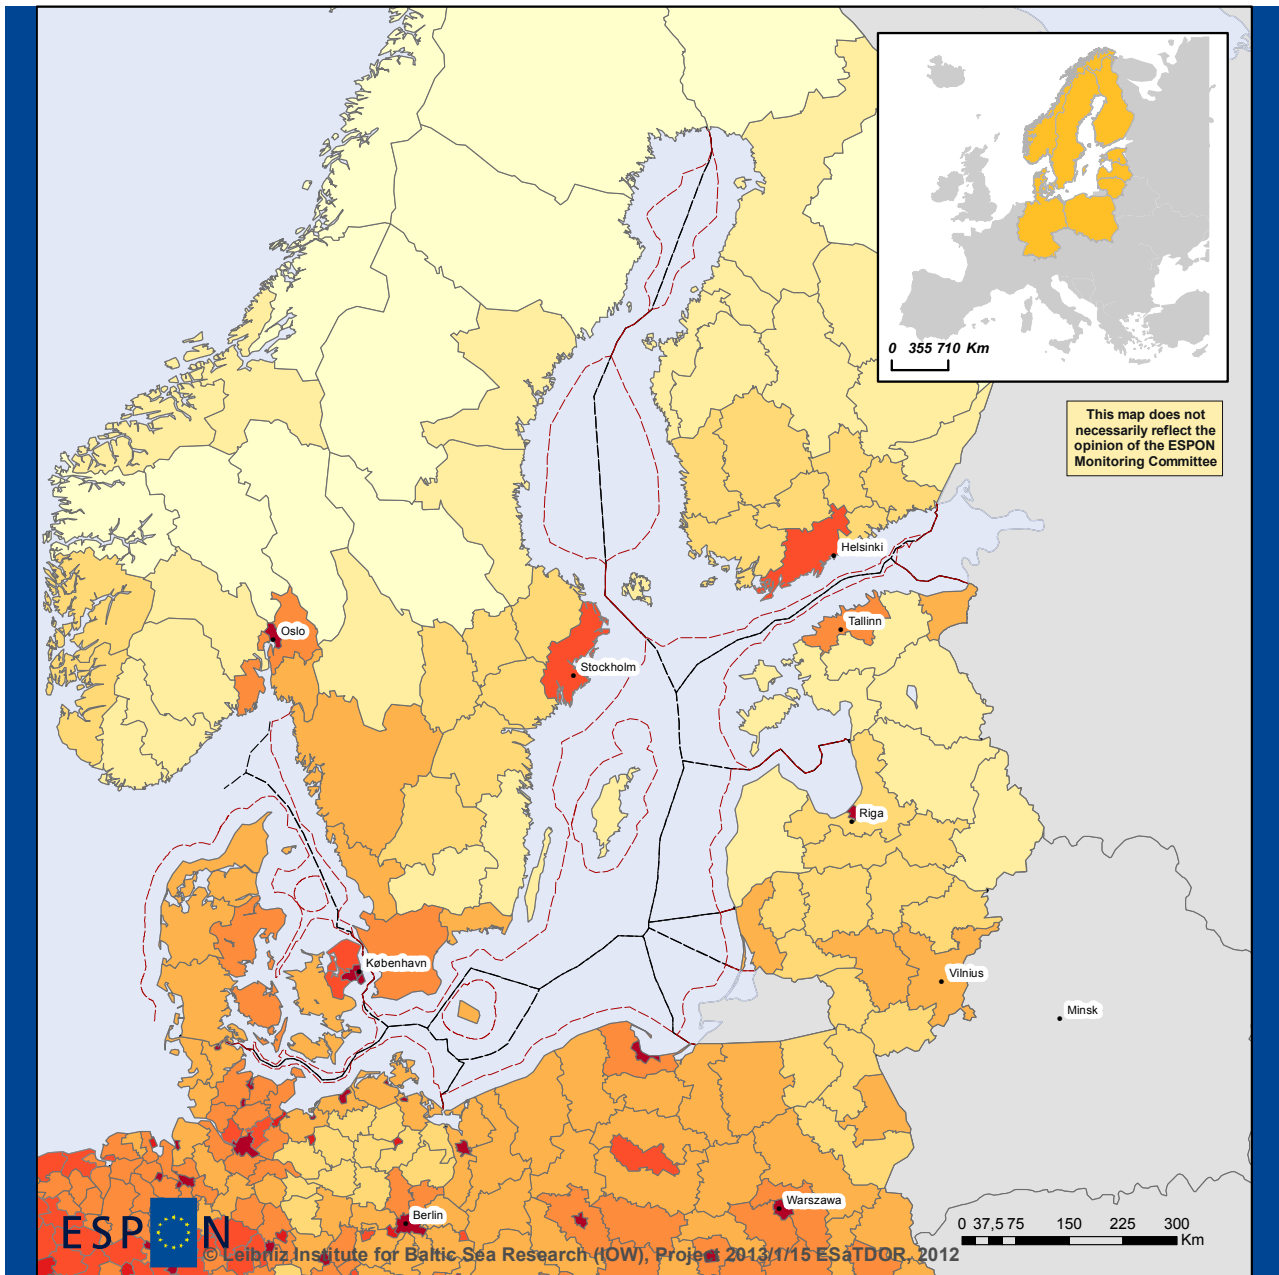 0 355 710 Km
This map does not
necessarily reflect the
opinion of the ESPON
Monitoring Committee
Helsinki
Tallinn
Oslo
Stockholm
Riga
København
Vilnius
Minsk
Warszawa
Berlin
0 37,5 75 150 225 300
Km
ESPON
© Leibniz Institute for Baltic Sea Research (IOW), Project 2013/1/15 ESaTDOR, 2012